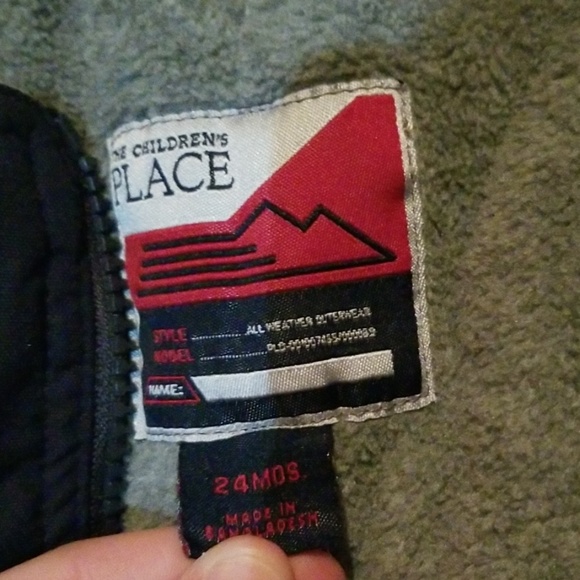 THE CHILDREN'S
PLACE
STYLE ............... ALL WEATHER OUTERWEAR
MODEL ...............
NAME:
24MOS.
MADE IN
BANGLADESH